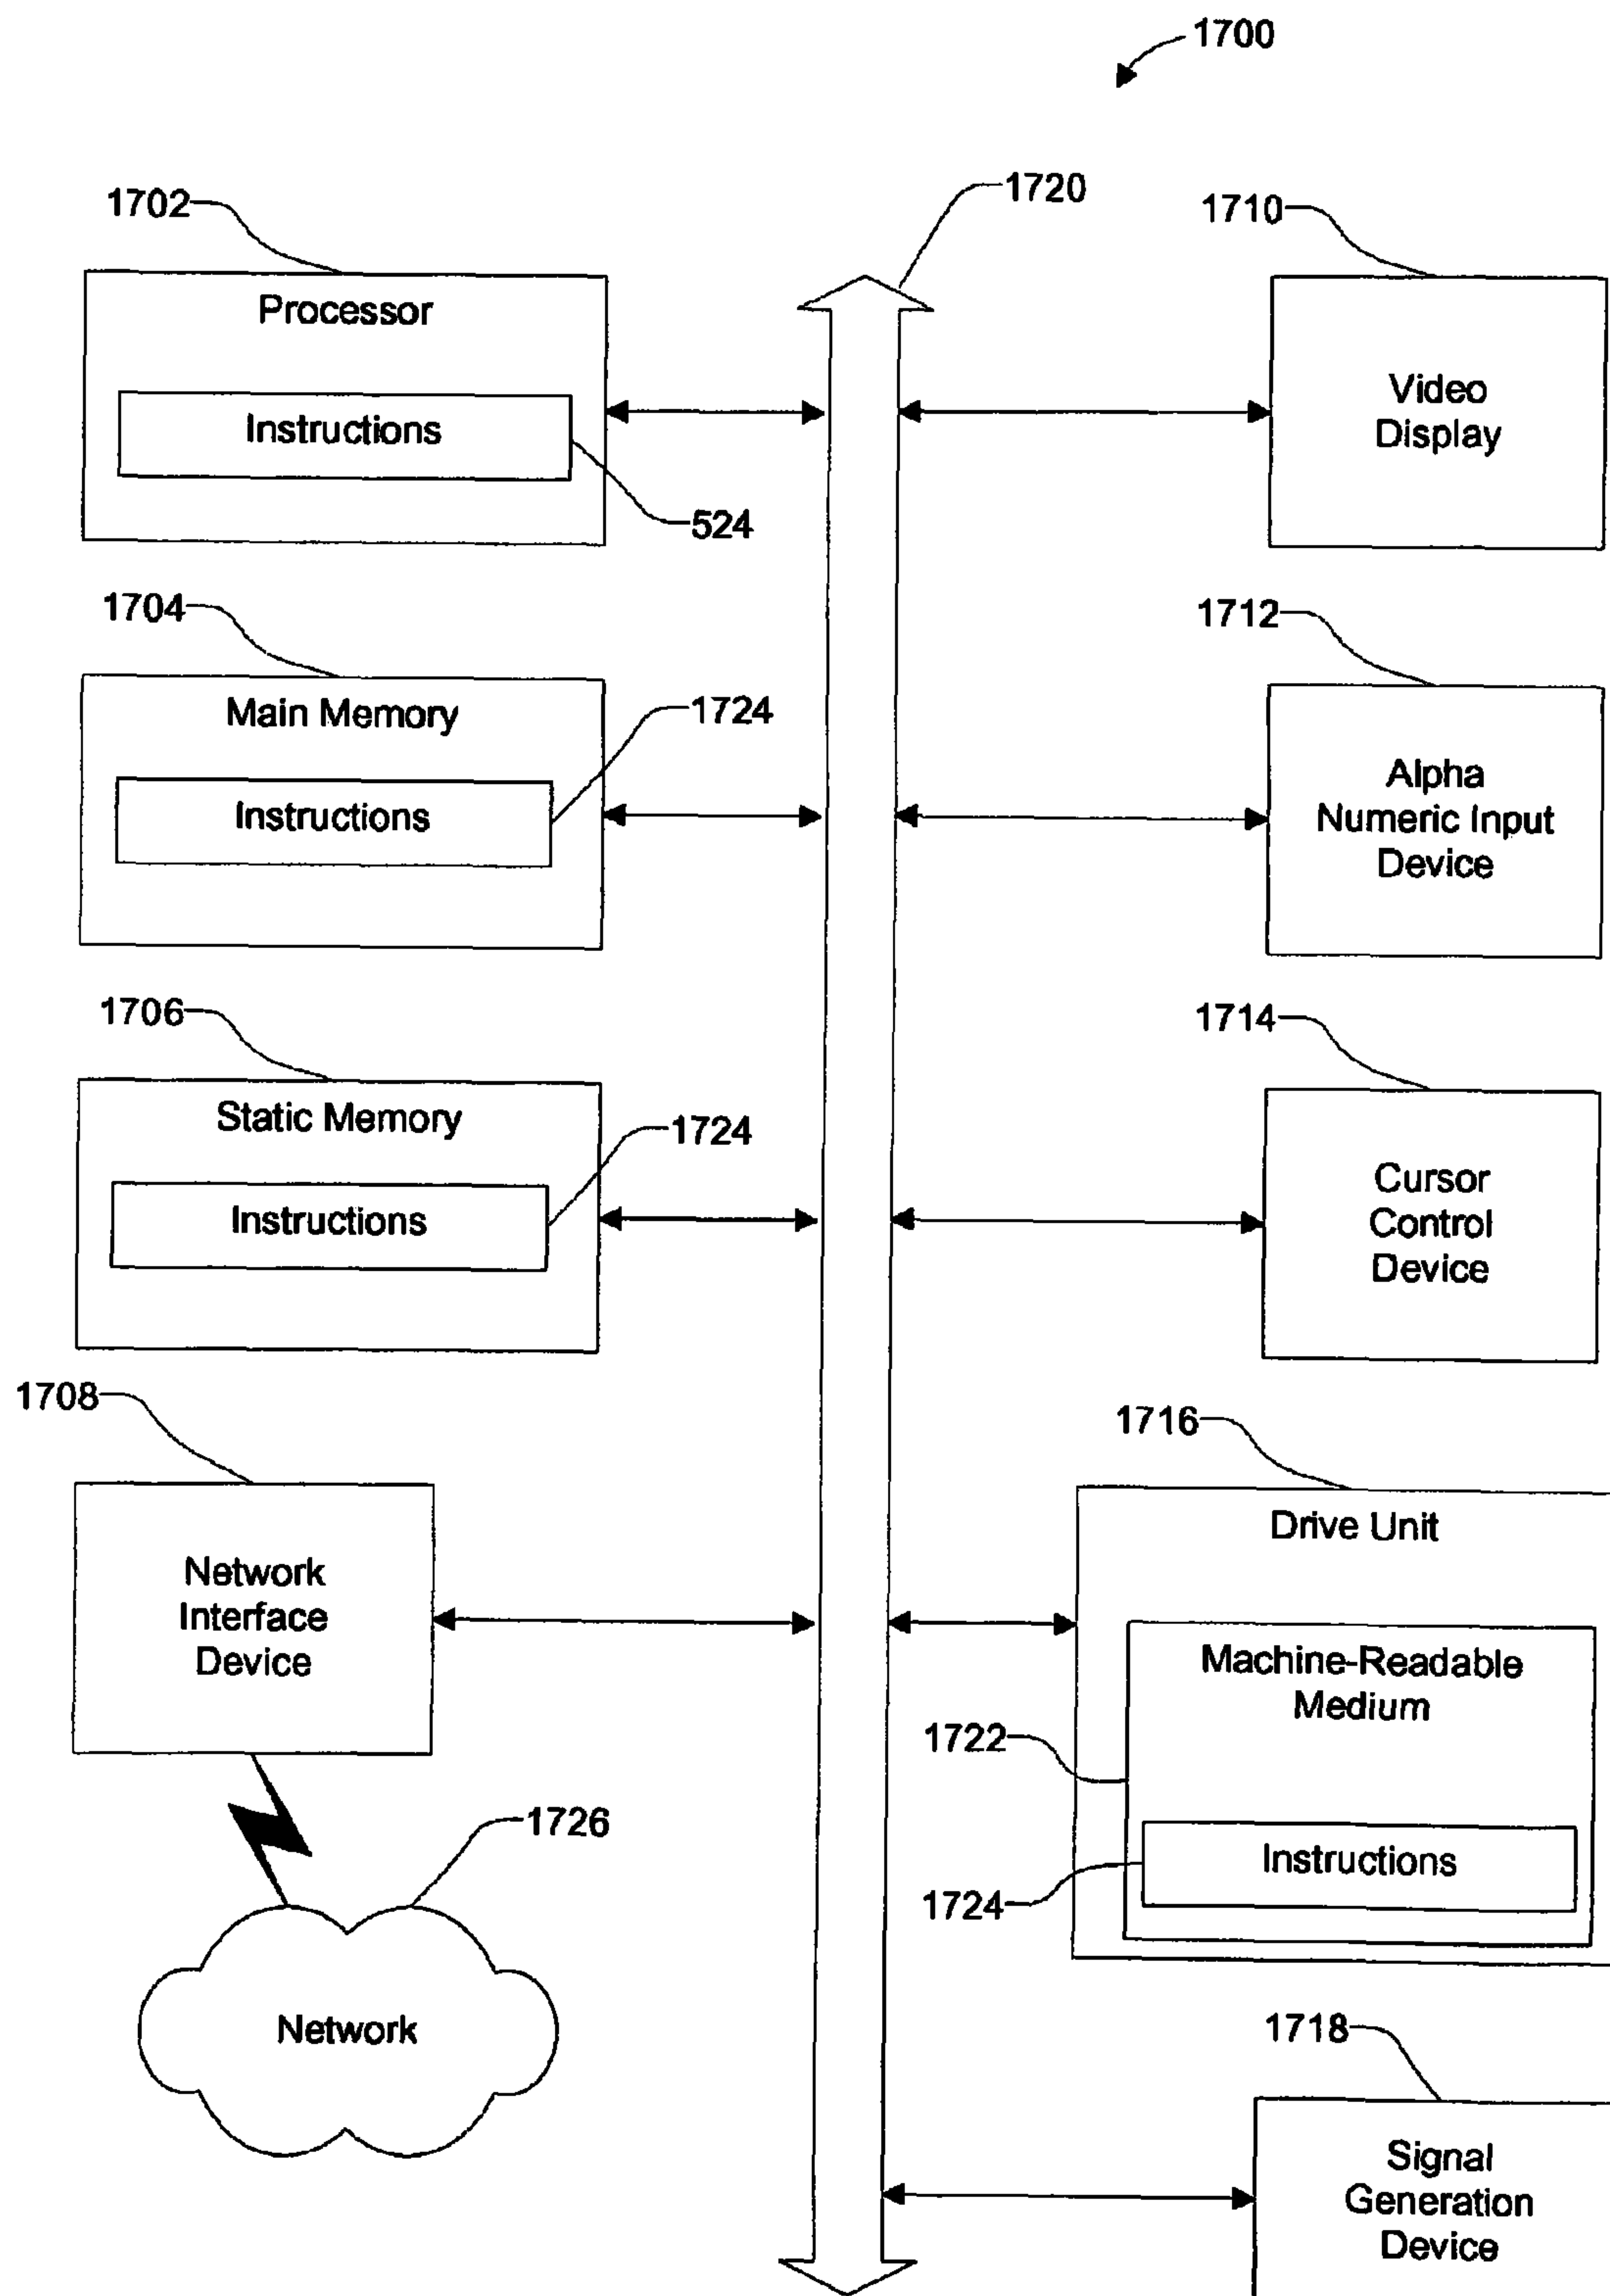 1700
1720
1702
Processor
Instructions
524
1710
Video
Display
1704
Main Memory
1724
Instructions
1712
Alpha
Numeric Input
Device
1706
Static Memory
1724
Instructions
1714
Cursor
Control
Device
1708
Network
Interface
Device
1716
Drive Unit
Machine-Readable
Medium
1722
Instructions
1724
1726
Network
1718
Signal
Generation
Device